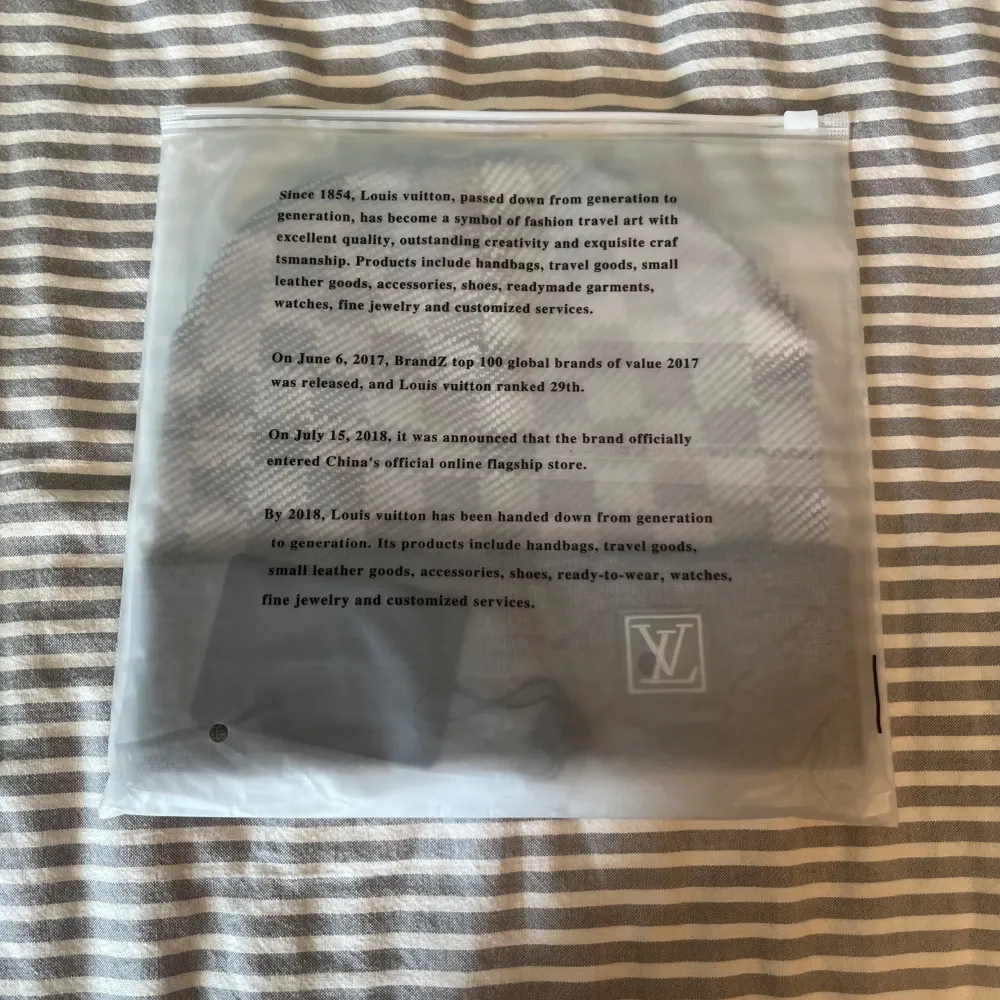 Since 1854, Louis vuitton, passed down from generation to
generation, has become a symbol of fashion travel art with
excellent quality, outstanding creativity and exquisite craf
tsmanship. Products include handbags, travel goods, small
leather goods, accessories, shoes, readymade garments,
watches, fine jewelry and customized services.
On June 6, 2017, BrandZ top 100 global brands of value 2017
was released, and Louis vuitton ranked 29th.
On July 15, 2018, it was announced that the brand officially
entered China's official online flagship store.
By 2018, Louis vuitton has been handed down from generation
to generation. Its products include handbags, travel goods,
small leather goods, accessories, shoes, ready-to-wear, watches,
fine jewelry and customized services.
LV